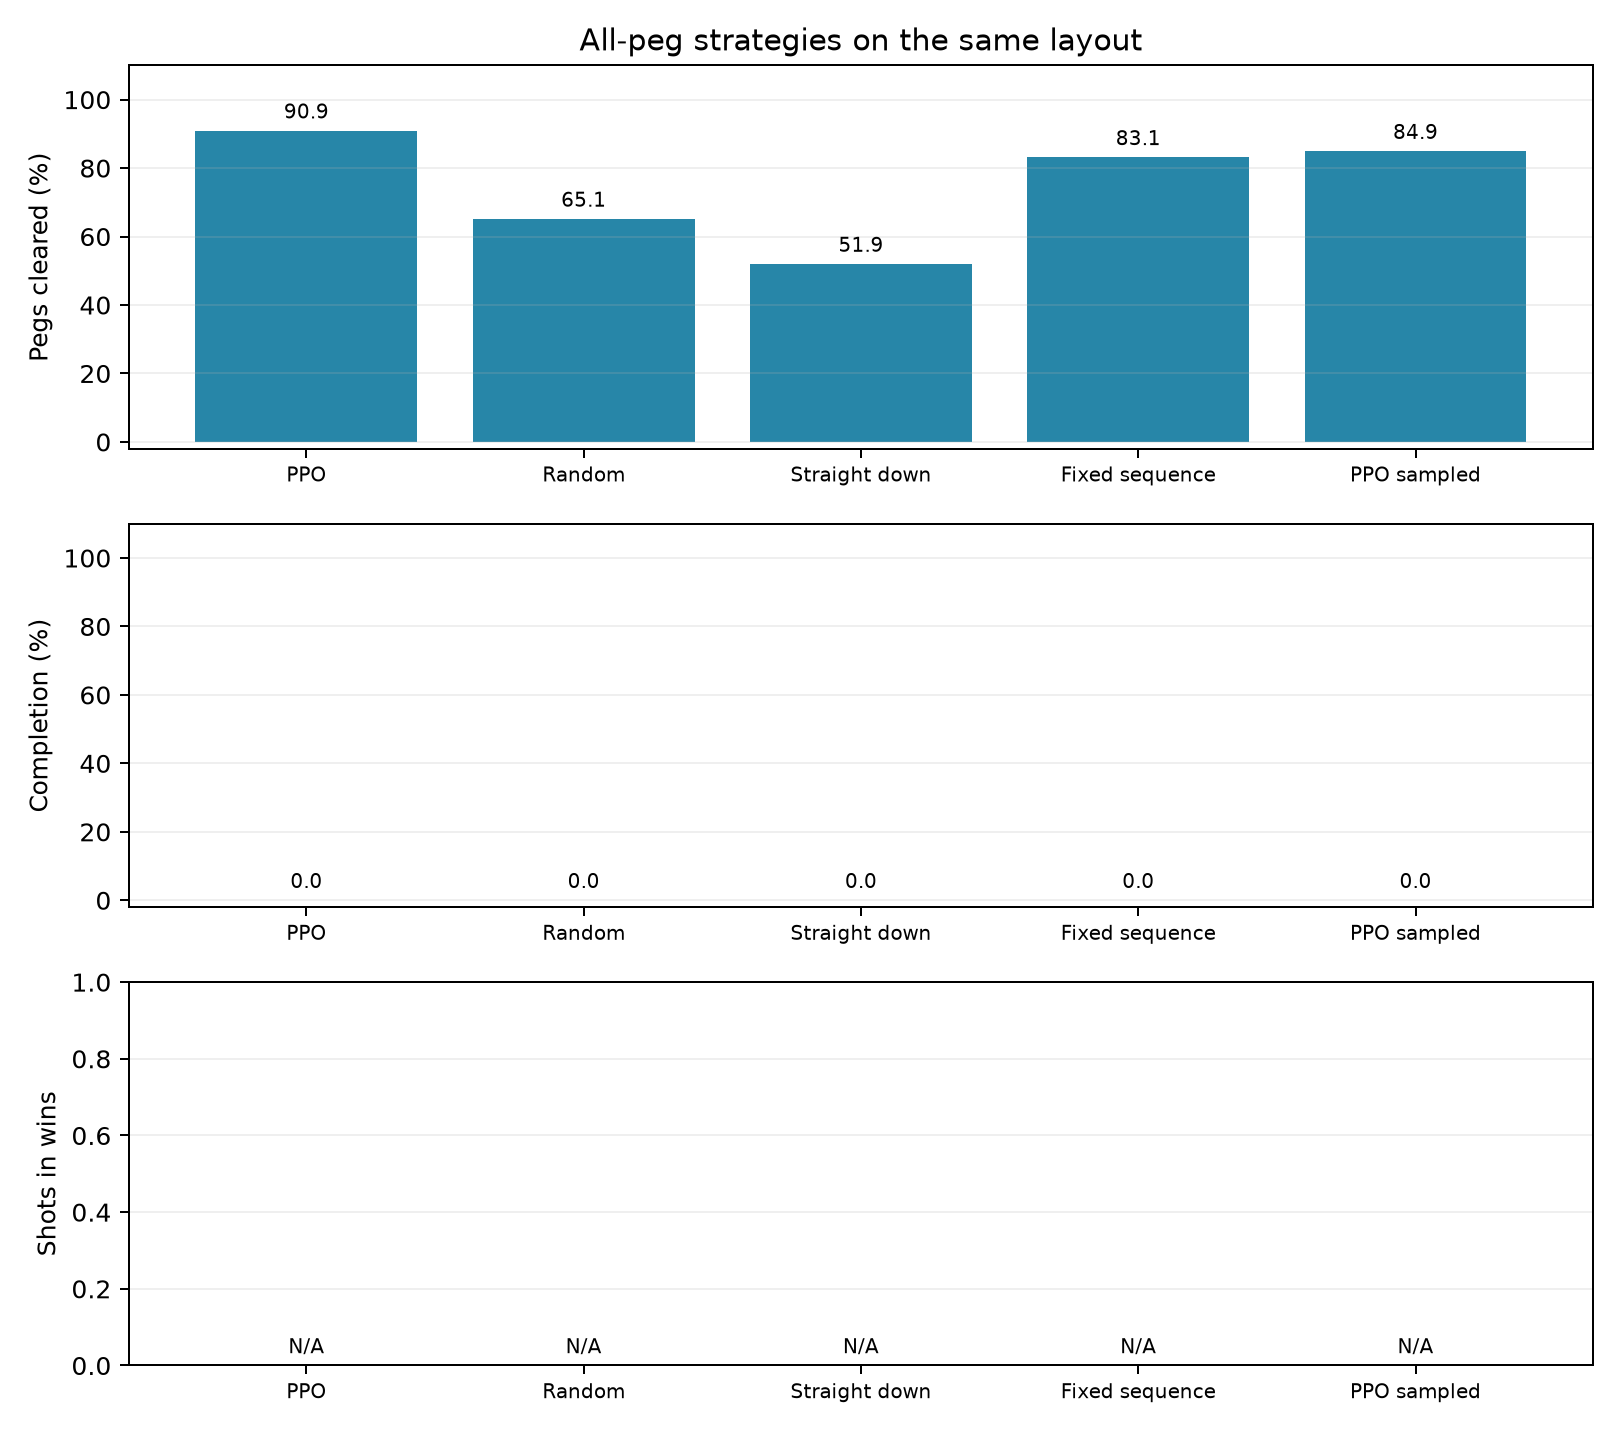 All-peg strategies on the same layout
Pegs cleared (%)
100
80
60
40
20
0
90.9
65.1
51.9
83.1
84.9
PPO
Random
Straight down
Fixed sequence
PPO sampled
Completion (%)
100
80
60
40
20
0
0.0
0.0
0.0
0.0
0.0
PPO
Random
Straight down
Fixed sequence
PPO sampled
Shots in wins
1.0
0.8
0.6
0.4
0.2
0.0
N/A
N/A
N/A
N/A
N/A
PPO
Random
Straight down
Fixed sequence
PPO sampled